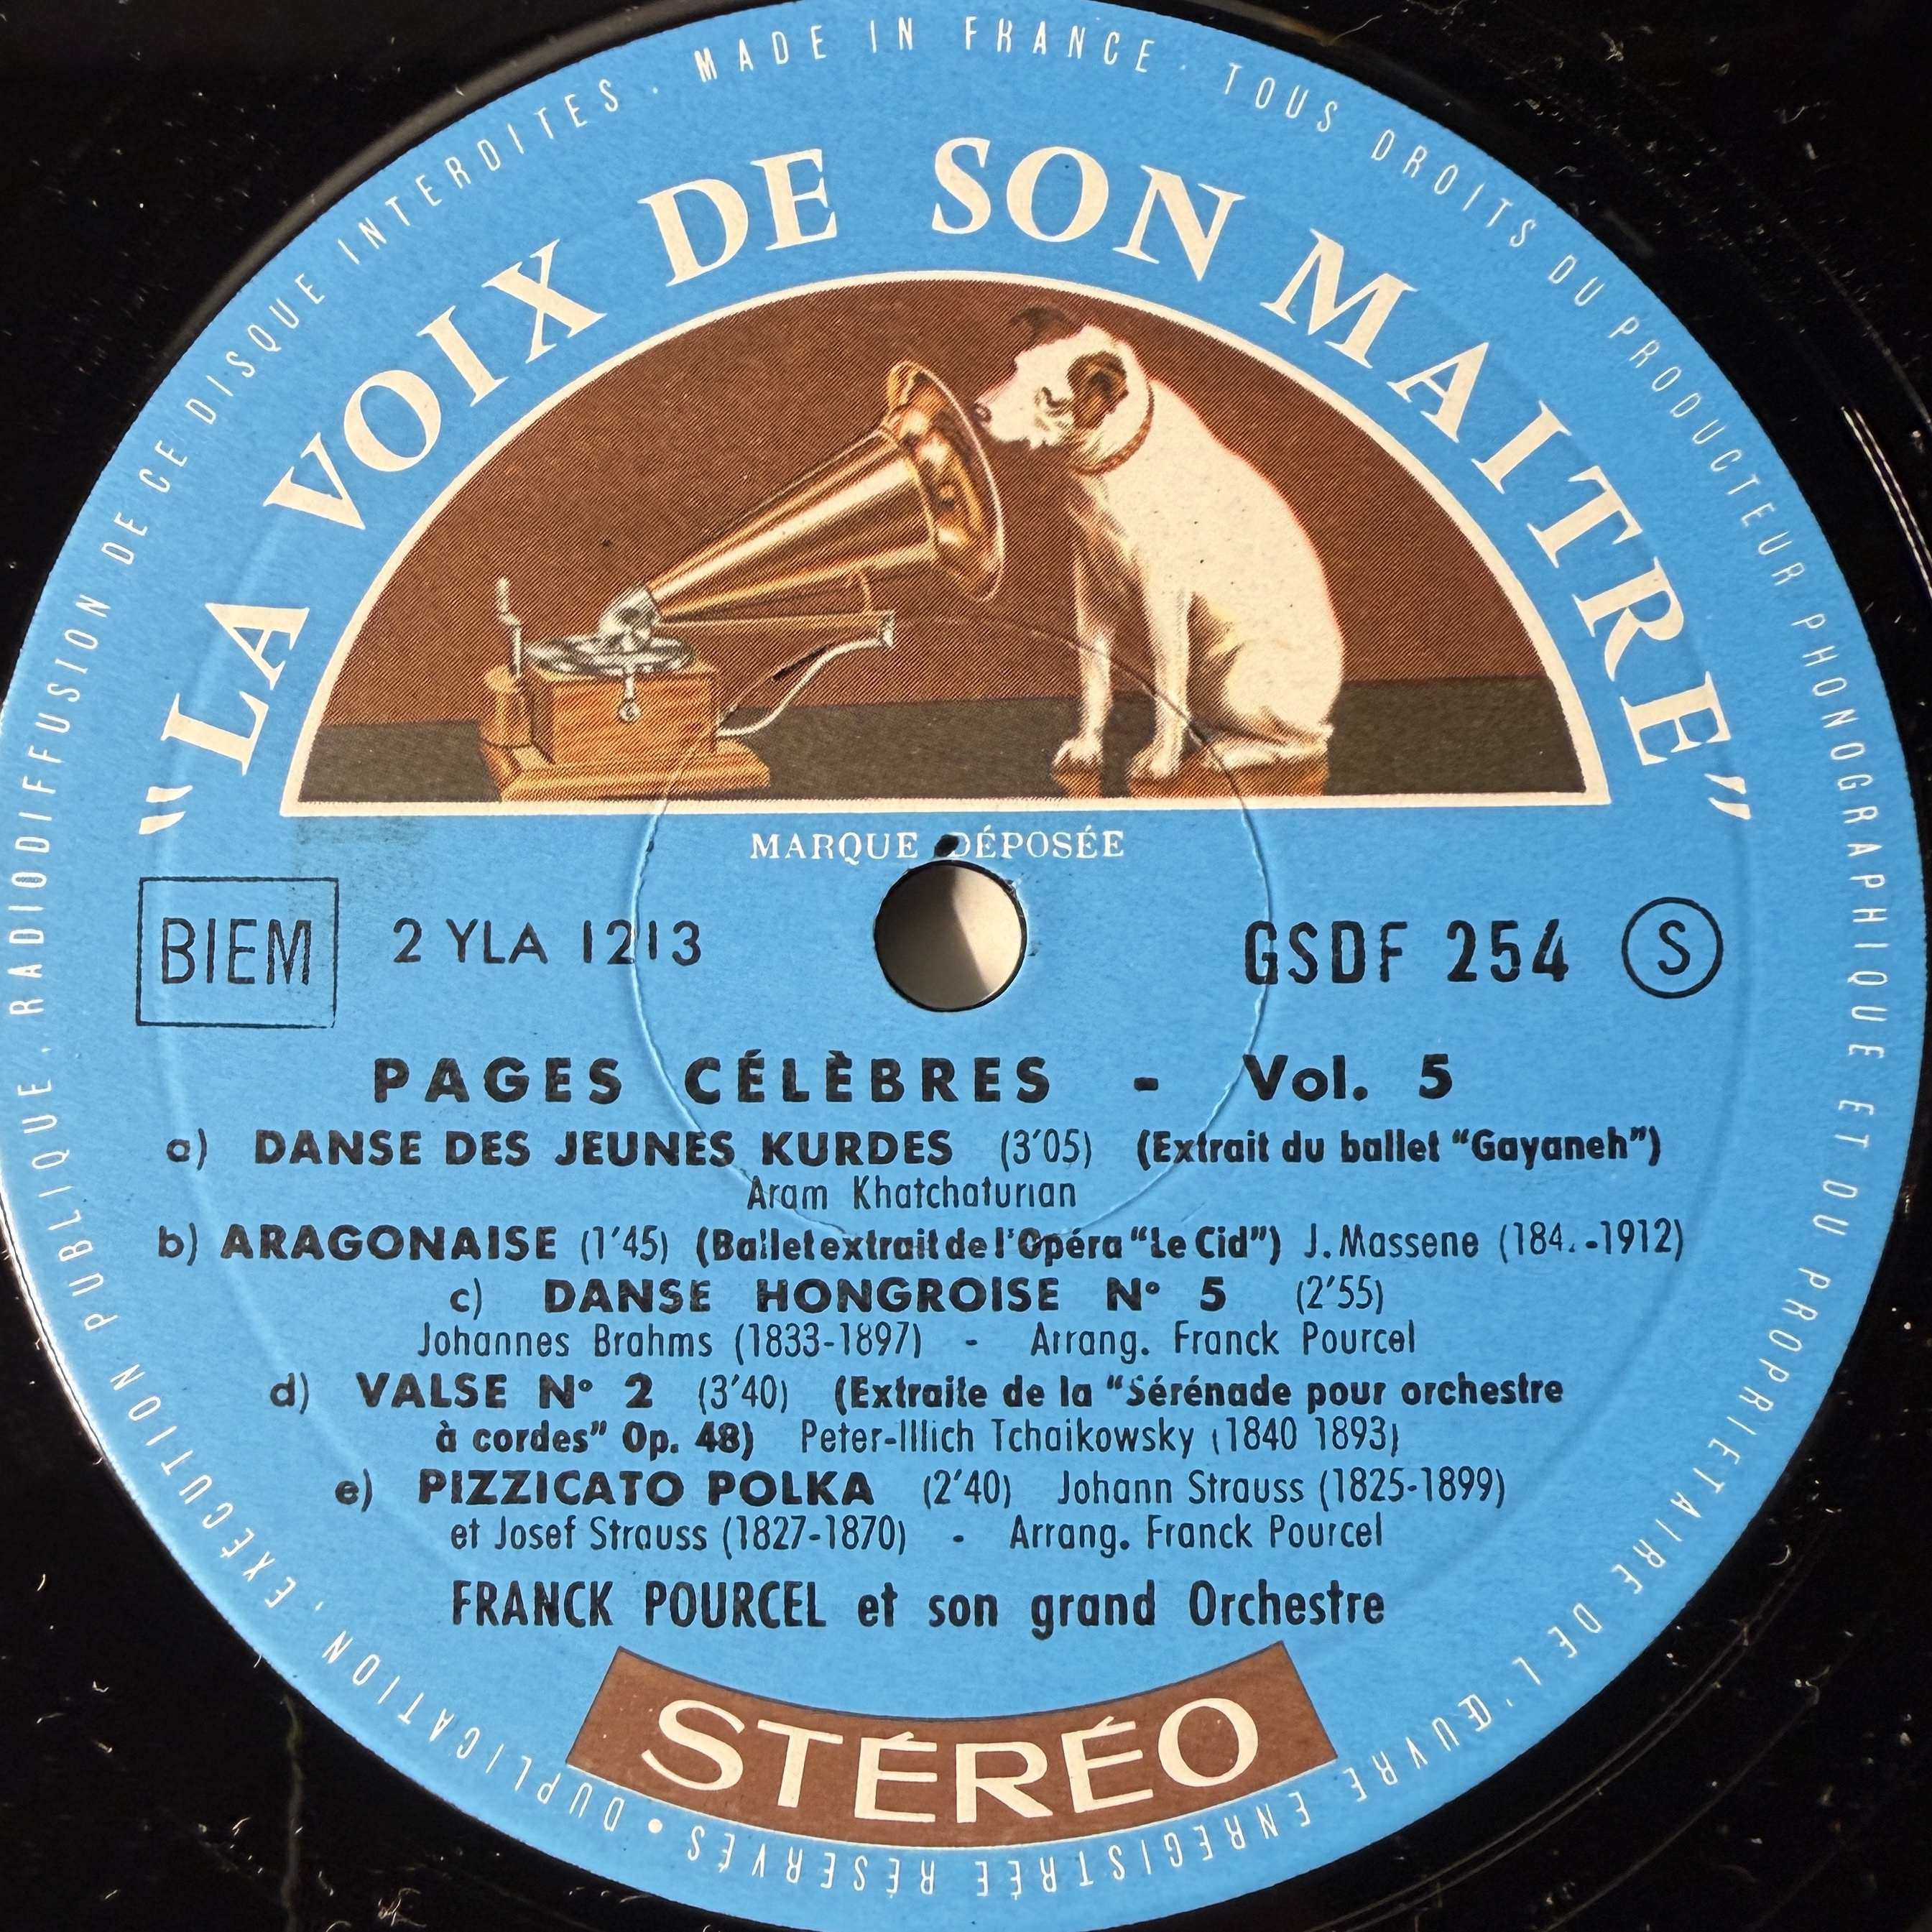 MADE IN FRANCE · TOUS DROITS DU PRODUCTEUR PHONOGRAPHIQUE ET DU PROPRIETAIRE DE L'ŒUVRE ENREGISTRÉE RÉSERVÉS • DUPLICATION, EXÉCUTION PUBLIQUE, RADIODIFFUSION DE CE DISQUE INTERDITES.
"LA VOIX DE SON MAITRE"
MARQUE DÉPOSÉE
BIEM 2 YLA 1213 GSDF 254 S
PAGES CÉLÈBRES - Vol. 5
a) DANSE DES JEUNES KURDES (3'05) (Extrait du ballet "Gayaneh")
Aram Khatchaturian
b) ARAGONAISE (1'45) (Ballet extrait de l'Opéra "Le Cid") J. Massene (184.-1912)
c) DANSE HONGROISE N° 5 (2'55)
Johannes Brahms (1833-1897) - Arrang. Franck Pourcel
d) VALSE N° 2 (3'40) (Extraite de la "Sérénade pour orchestre
à cordes" Op. 48) Peter-Illich Tchaikowsky (1840 1893)
e) PIZZICATO POLKA (2'40) Johann Strauss (1825-1899)
et Josef Strauss (1827-1870) - Arrang. Franck Pourcel
FRANCK POURCEL et son grand Orchestre
STÉRÉO